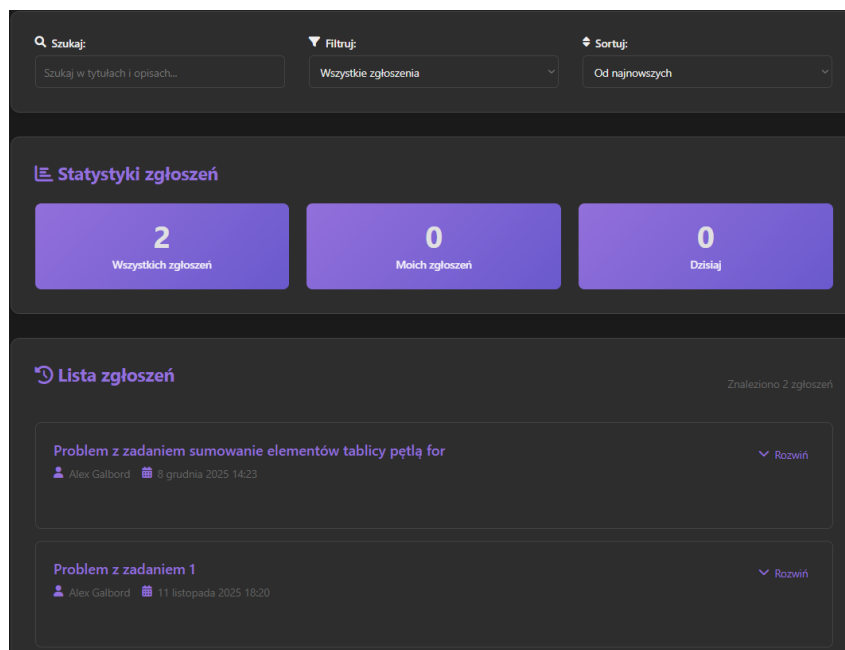 Szukaj:
Filtruj:
Sortuj:
Szukaj w tytułach i opisach...
Wszystkie zgłoszenia
Od najnowszych
Statystyki zgłoszeń
2
Wszystkich zgłoszeń
0
Moich zgłoszeń
0
Dzisiaj
Lista zgłoszeń
Znaleziono 2 zgłoszeń
Problem z zadaniem sumowanie elementów tablicy pętlą for
Rozwiń
Alex Galbord 8 grudnia 2025 14:23
Problem z zadaniem 1
Rozwiń
Alex Galbord 11 listopada 2025 18:20